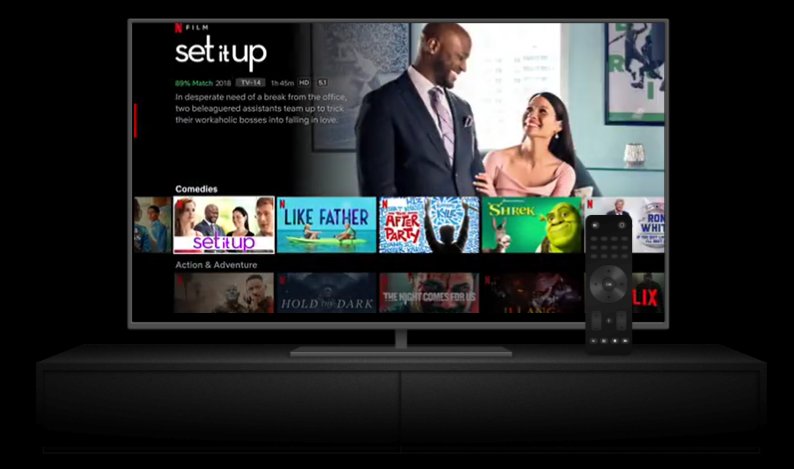 N FILM
set it up
89% Match 2018 TV-14 1h 45m HD 5.1
In desperate need of a break from the office,
two beleaguered assistants team up to trick
their workaholic bosses into falling in love.
Comedies
N set it up
N LIKE FATHER
N THE AFTER PARTY
SHREK
N RON WHITE
Action & Adventure
HOLD THE DARK
THE NIGHT COMES FOR US
LIX